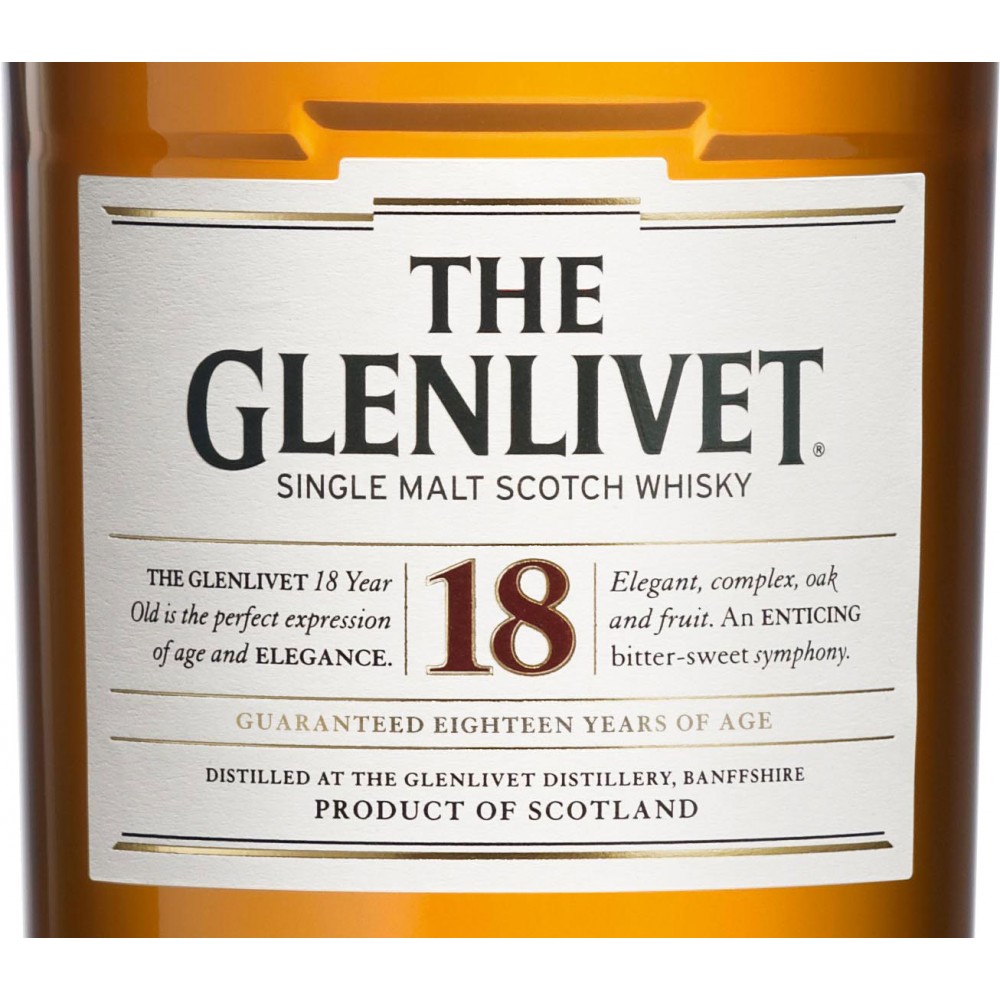 THE
GLENLIVET®
SINGLE MALT SCOTCH WHISKY
THE GLENLIVET 18 Year
Old is the perfect expression
of age and ELEGANCE.
18
Elegant, complex, oak
and fruit. An ENTICING
bitter-sweet symphony.
GUARANTEED EIGHTEEN YEARS OF AGE
DISTILLED AT THE GLENLIVET DISTILLERY, BANFFSHIRE
PRODUCT OF SCOTLAND